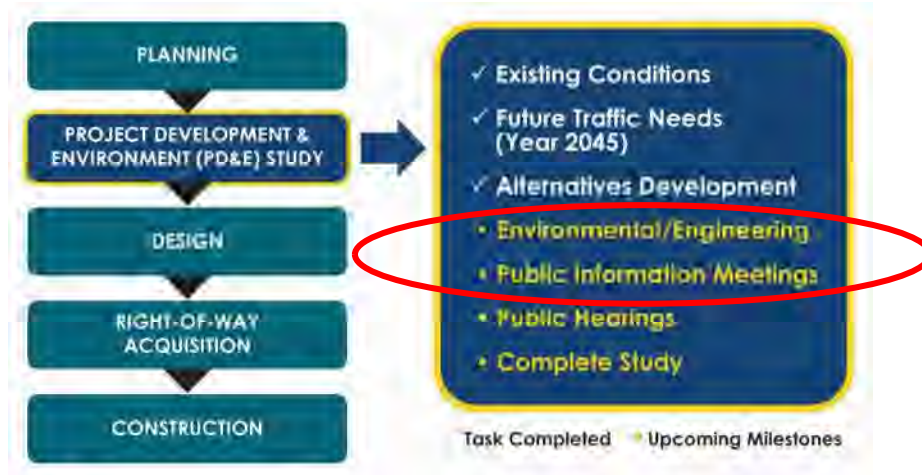 PLANNING
PROJECT DEVELOPMENT &
ENVIRONMENT (PD&E) STUDY
DESIGN
RIGHT-OF-WAY
ACQUISITION
CONSTRUCTION
✓ Existing Conditions
✓ Future Traffic Needs
(Year 2045)
✓ Alternatives Development
• Environmental/Engineering
• Public Information Meetings
• Public Hearings
• Complete Study
Task Completed • Upcoming Milestones